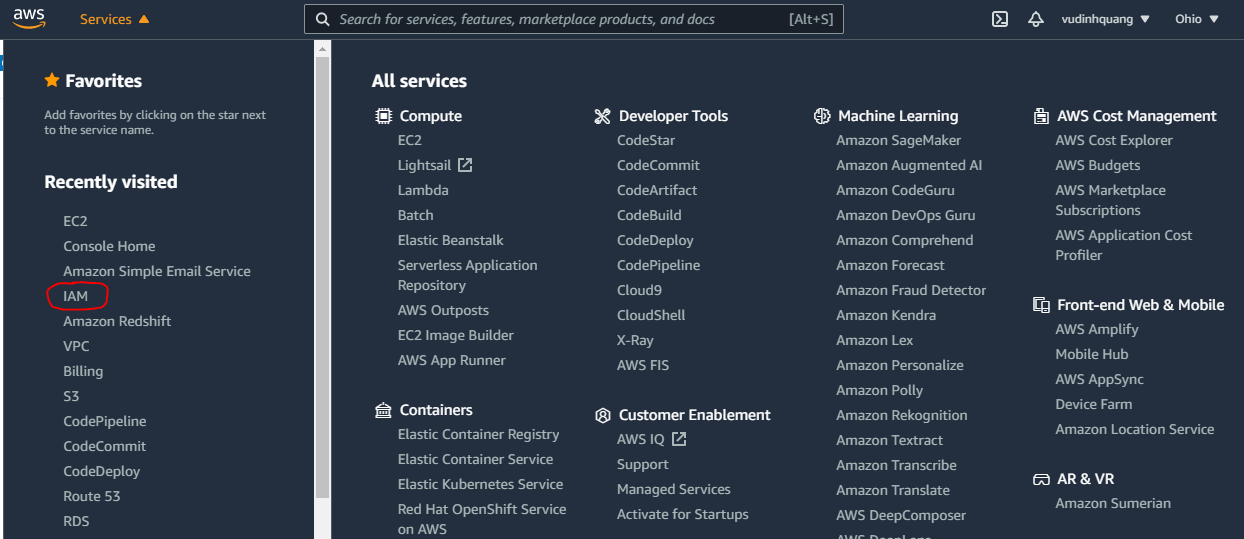 aws
Services
Search for services, features, marketplace products, and docs
[Alt+S]
vudinhquang
Ohio
Favorites
Add favorites by clicking on the star next
to the service name.
Recently visited
EC2
Console Home
Amazon Simple Email Service
IAM
Amazon Redshift
VPC
Billing
S3
CodePipeline
CodeCommit
CodeDeploy
Route 53
RDS
All services
Compute
EC2
Lightsail
Lambda
Batch
Elastic Beanstalk
Serverless Application
Repository
AWS Outposts
EC2 Image Builder
AWS App Runner
Containers
Elastic Container Registry
Elastic Container Service
Elastic Kubernetes Service
Red Hat OpenShift Service
on AWS
Developer Tools
CodeStar
CodeCommit
CodeArtifact
CodeBuild
CodeDeploy
CodePipeline
Cloud9
CloudShell
X-Ray
AWS FIS
Customer Enablement
AWS IQ
Support
Managed Services
Activate for Startups
Machine Learning
Amazon SageMaker
Amazon Augmented AI
Amazon CodeGuru
Amazon DevOps Guru
Amazon Comprehend
Amazon Forecast
Amazon Fraud Detector
Amazon Kendra
Amazon Lex
Amazon Personalize
Amazon Polly
Amazon Rekognition
Amazon Textract
Amazon Transcribe
Amazon Translate
AWS DeepComposer
AWS DeepLens
AWS Cost Management
AWS Cost Explorer
AWS Budgets
AWS Marketplace
Subscriptions
AWS Application Cost
Profiler
Front-end Web & Mobile
AWS Amplify
Mobile Hub
AWS AppSync
Device Farm
Amazon Location Service
AR & VR
Amazon Sumerian